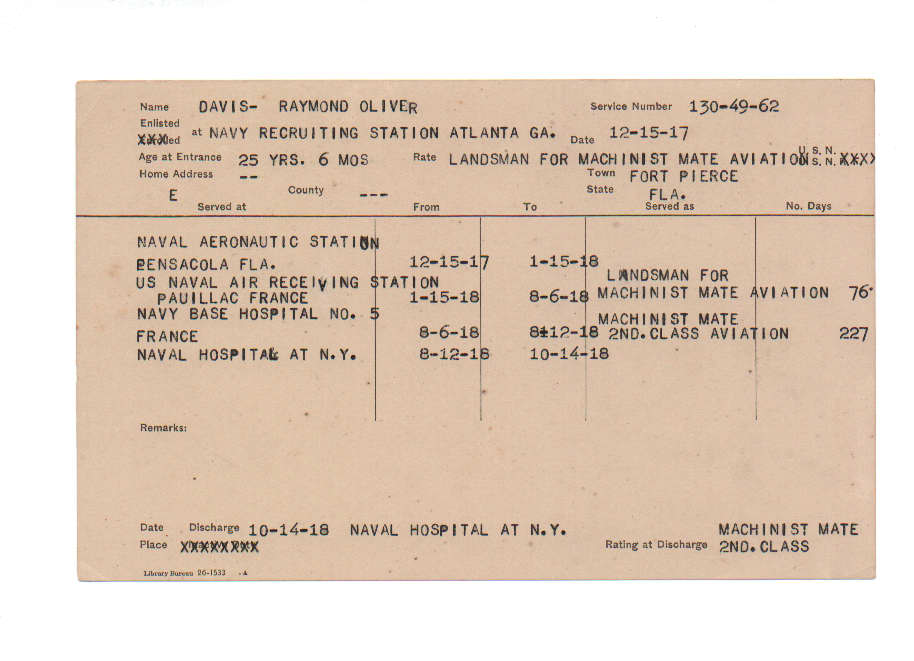 Name DAVIS- RAYMOND OLIVER Service Number 130-49-62
Enlisted at NAVY RECRUITING STATION ATLANTA GA. Date 12-15-17
XXXed
Age at Entrance 25 YRS. 6 MOS Rate LANDSMAN FOR MACHINIST MATE AVIATION U. S. N. XXXX
Home Address -- Town FORT PIERCE
E County --- State FLA.
Served at From To Served as No. Days
NAVAL AERONAUTIC STATION
PENSACOLA FLA. 12-15-17 1-15-18
LANDSMAN FOR
US NAVAL AIR RECEIVING STATION
PAUILLAC FRANCE 1-15-18 8-6-18 MACHINIST MATE AVIATION 76
NAVY BASE HOSPITAL NO. 5 MACHINIST MATE
FRANCE 8-6-18 8-12-18 2ND. CLASS AVIATION 227
NAVAL HOSPITAL AT N.Y. 8-12-18 10-14-18
Remarks:
Date Discharge 10-14-18 NAVAL HOSPITAL AT N.Y. MACHINIST MATE
Place XXXXXXXX Rating at Discharge 2ND. CLASS
Library Bureau 26-1533 A